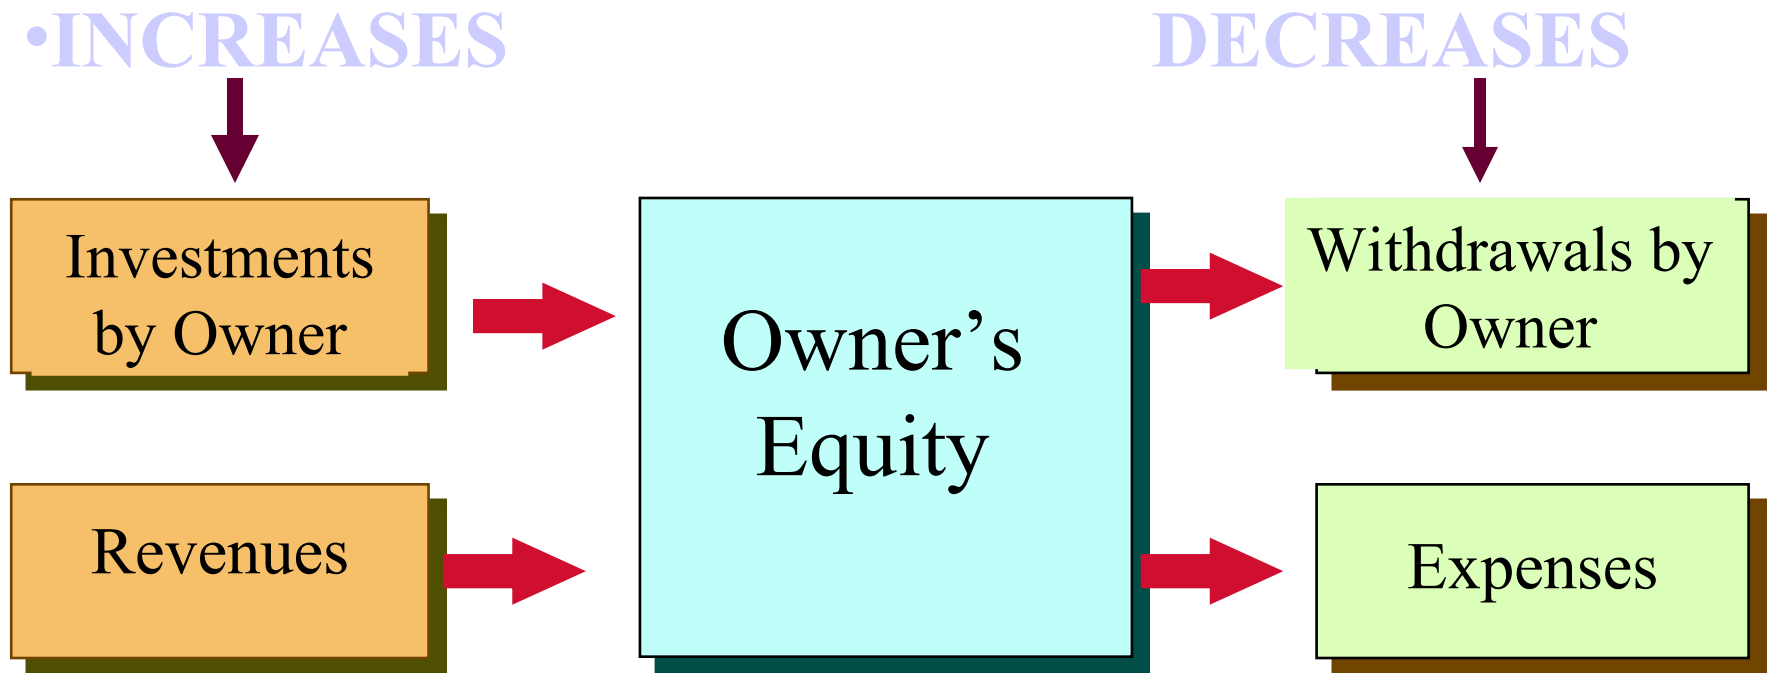 •INCREASES
DECREASES
Investments
by Owner
Owner’s
Equity
Withdrawals by
Owner
Revenues
Expenses